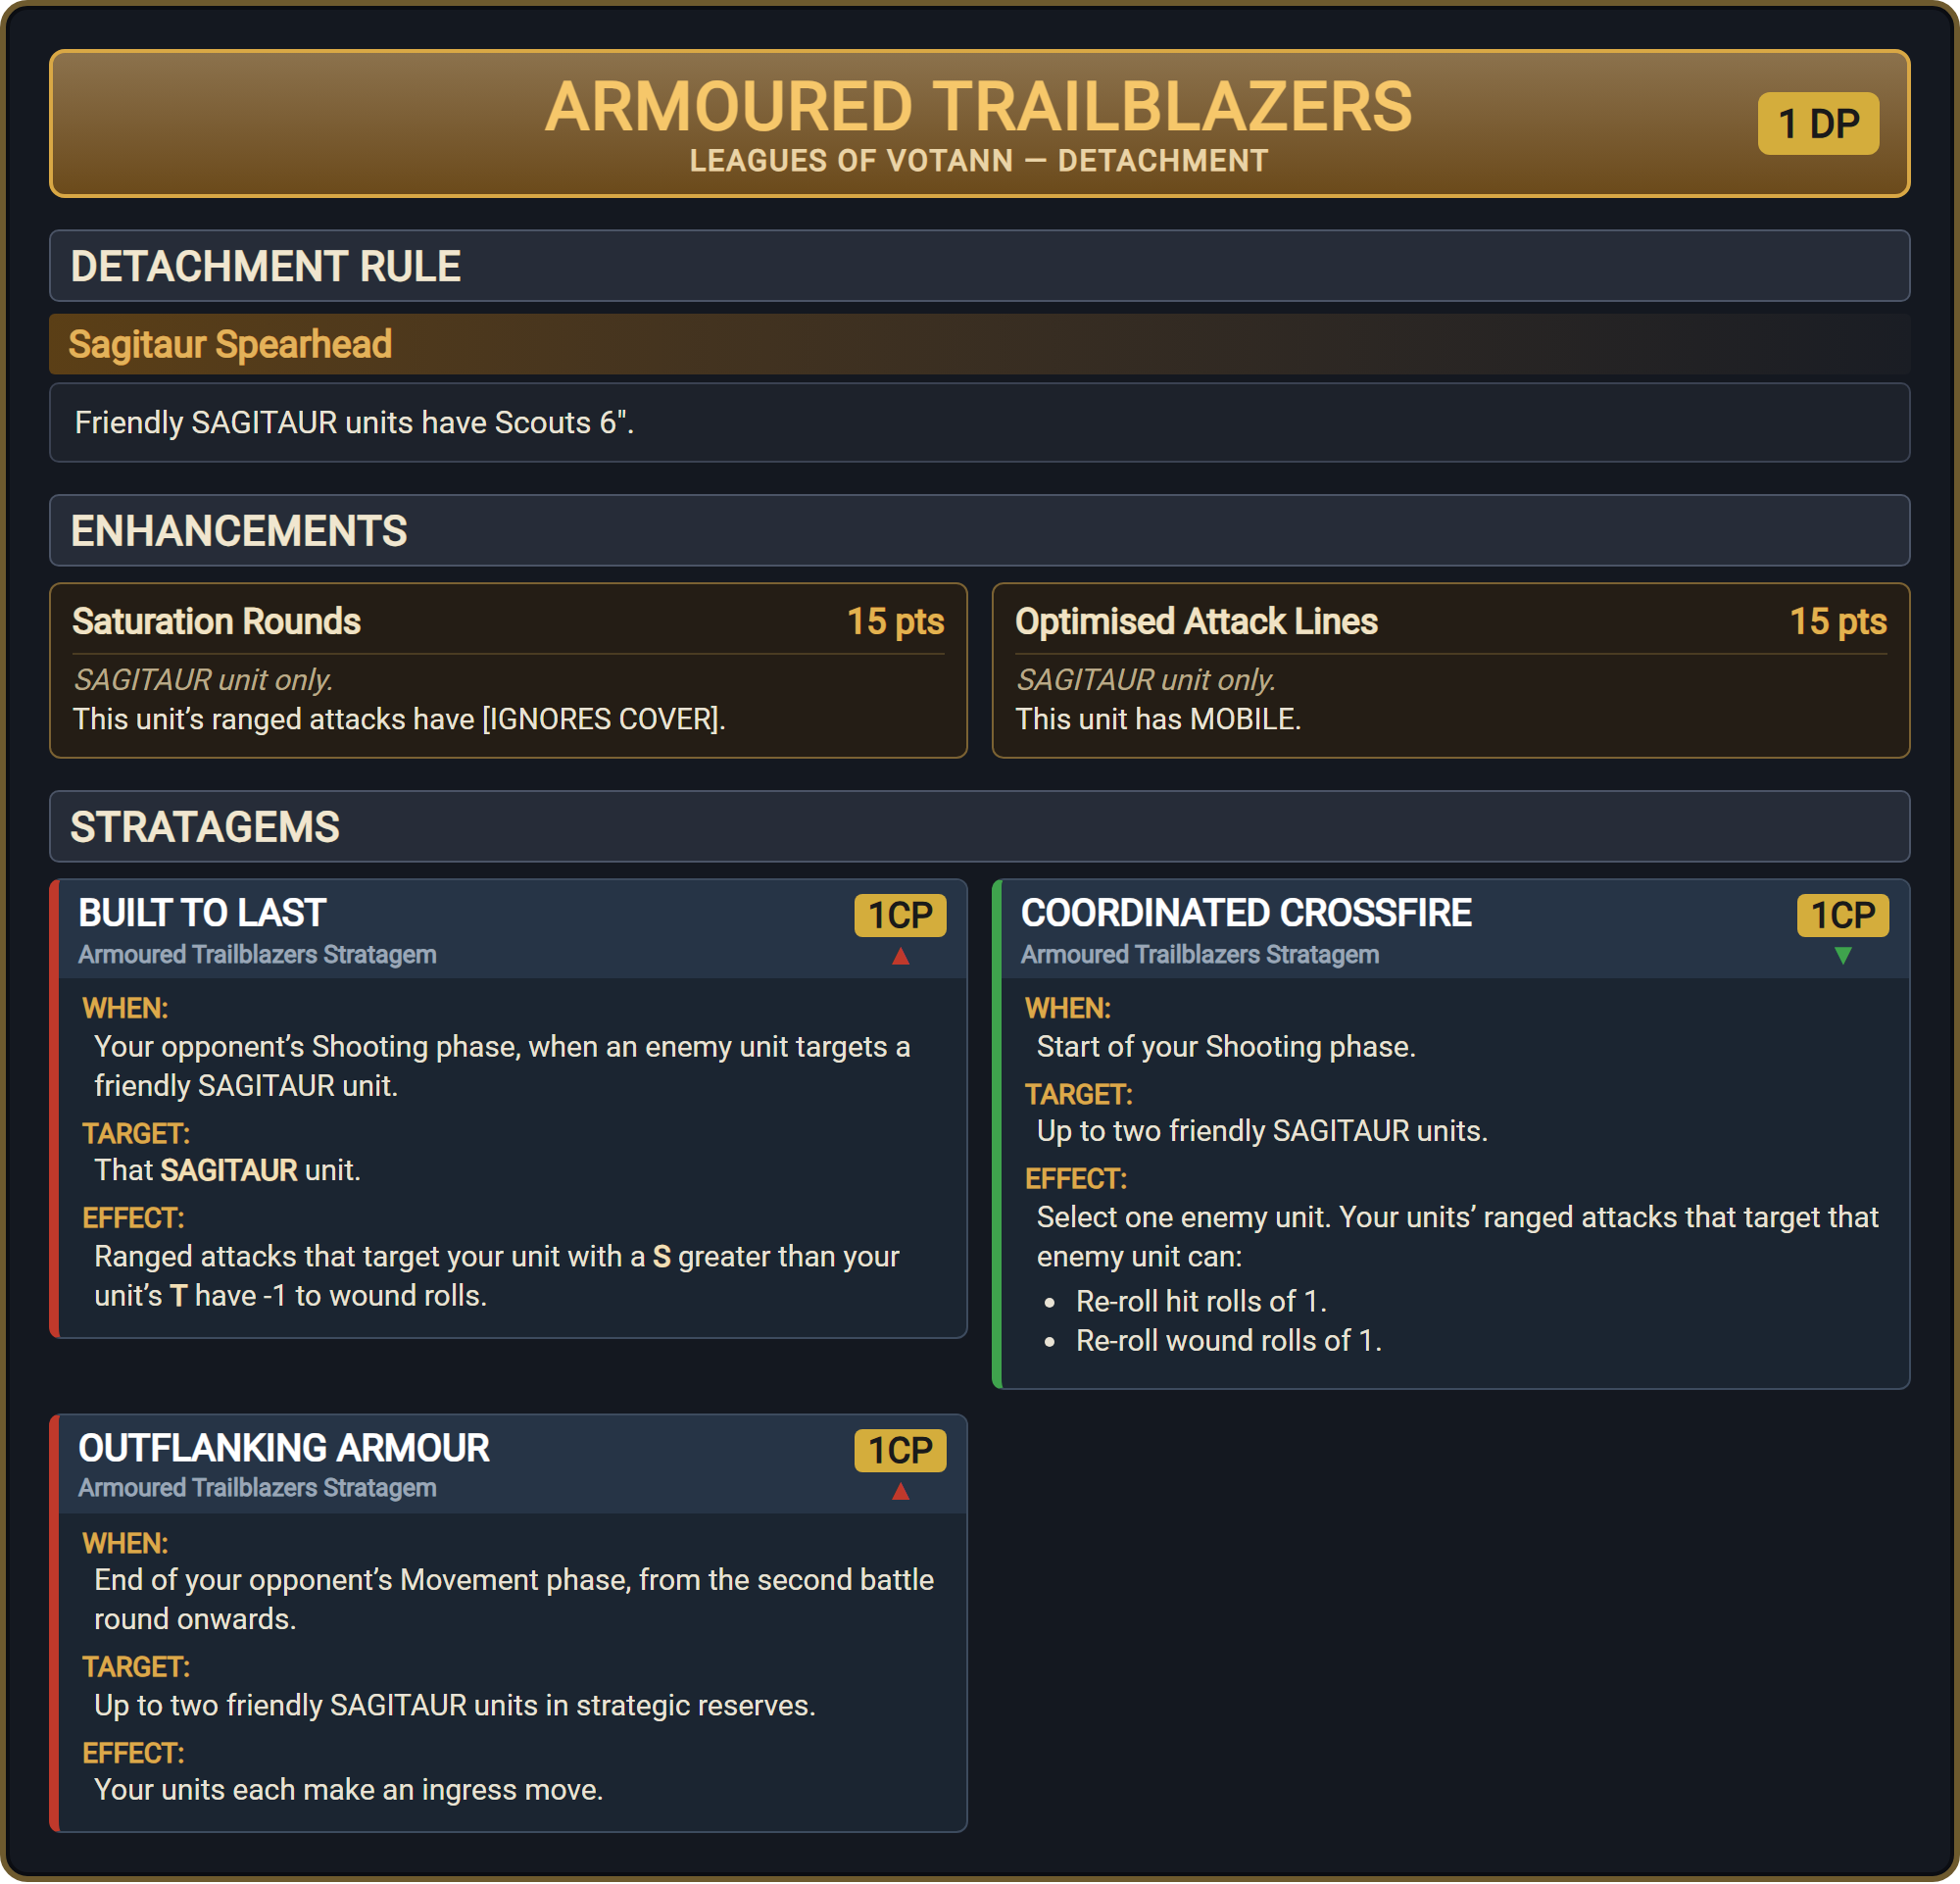 ARMOURED TRAILBLAZERS
LEAGUES OF VOTANN — DETACHMENT
1 DP
DETACHMENT RULE
Sagitaur Spearhead
Friendly SAGITAUR units have Scouts 6".
ENHANCEMENTS
Saturation Rounds
15 pts
SAGITAUR unit only.
This unit’s ranged attacks have [IGNORES COVER].
Optimised Attack Lines
15 pts
SAGITAUR unit only.
This unit has MOBILE.
STRATAGEMS
BUILT TO LAST
1CP
Armoured Trailblazers Stratagem
▲
WHEN:
Your opponent’s Shooting phase, when an enemy unit targets a
friendly SAGITAUR unit.
TARGET:
That SAGITAUR unit.
EFFECT:
Ranged attacks that target your unit with a S greater than your
unit’s T have -1 to wound rolls.
COORDINATED CROSSFIRE
1CP
Armoured Trailblazers Stratagem
▼
WHEN:
Start of your Shooting phase.
TARGET:
Up to two friendly SAGITAUR units.
EFFECT:
Select one enemy unit. Your units’ ranged attacks that target that
enemy unit can:
• Re-roll hit rolls of 1.
• Re-roll wound rolls of 1.
OUTFLANKING ARMOUR
1CP
Armoured Trailblazers Stratagem
▲
WHEN:
End of your opponent’s Movement phase, from the second battle
round onwards.
TARGET:
Up to two friendly SAGITAUR units in strategic reserves.
EFFECT:
Your units each make an ingress move.